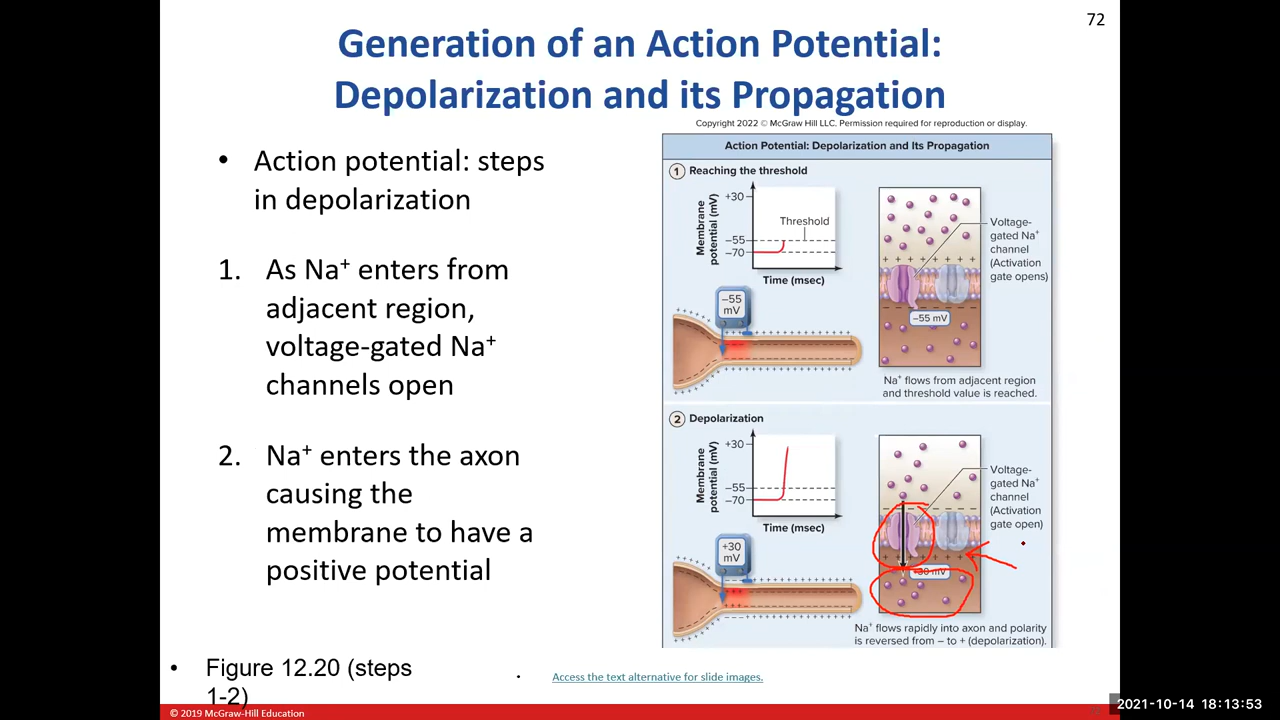 72
Generation of an Action Potential:
Depolarization and its Propagation
Copyright 2022 © McGraw Hill LLC. Permission required for reproduction or display.
• Action potential: steps
in depolarization
1. As Na⁺ enters from
adjacent region,
voltage-gated Na⁺
channels open
2. Na⁺ enters the axon
causing the
membrane to have a
positive potential
• Figure 12.20 (steps
1-2)
Action Potential: Depolarization and Its Propagation
1 Reaching the threshold
Membrane
potential (mV)
+30
Threshold
−55
−70
Time (msec)
−55
mV
Voltage-
gated Na⁺
channel
(Activation
gate opens)
−55 mV
Na⁺ flows from adjacent region
and threshold value is reached.
2 Depolarization
Membrane
potential (mV)
+30
−55
−70
Time (msec)
+30
mV
Voltage-
gated Na⁺
channel
(Activation
gate open)
+30 mV
Na⁺ flows rapidly into axon and polarity
is reversed from − to + (depolarization).
Access the text alternative for slide images.
© 2019 McGraw-Hill Education
2021-10-14 18:13:53